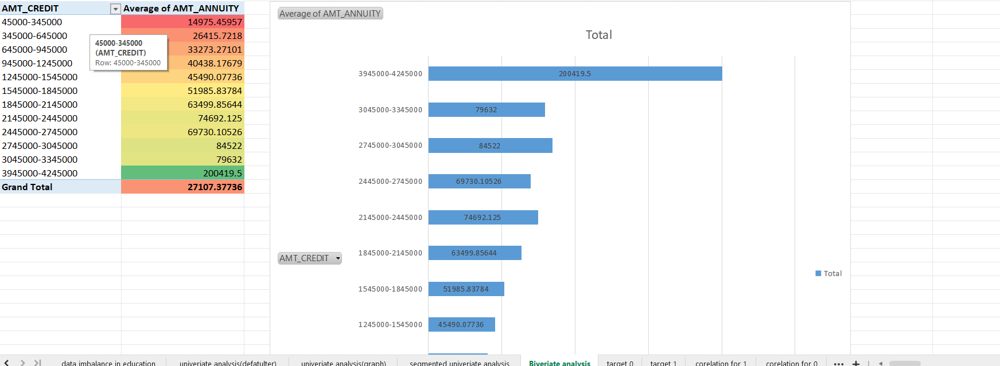 AMT_CREDIT Average of AMT_ANNUITY
45000-345000 14975.45957
345000-645000 26415.7218
645000-945000 33273.27101
945000-1245000 40438.17679
1245000-1545000 45490.07736
1545000-1845000 51985.83784
1845000-2145000 63499.85644
2145000-2445000 74692.125
2445000-2745000 69730.10526
2745000-3045000 84522
3045000-3345000 79632
3945000-4245000 200419.5
Grand Total 27107.37736
45000-345000
(AMT_CREDIT)
Row: 45000-345000
Average of AMT_ANNUITY
Total
3945000-4245000 200419.5
3045000-3345000 79632
2745000-3045000 84522
2445000-2745000 69730.10526
2145000-2445000 74692.125
1845000-2145000 63499.85644
AMT_CREDIT
1545000-1845000 51985.83784
1245000-1545000 45490.07736
Total
data imbalance in education univeriate analysis(defatulter) univeriate analysis(graph) segmented univeriate analysis Biveriate analysis target 0 target 1 corelation for 1 corelation for 0